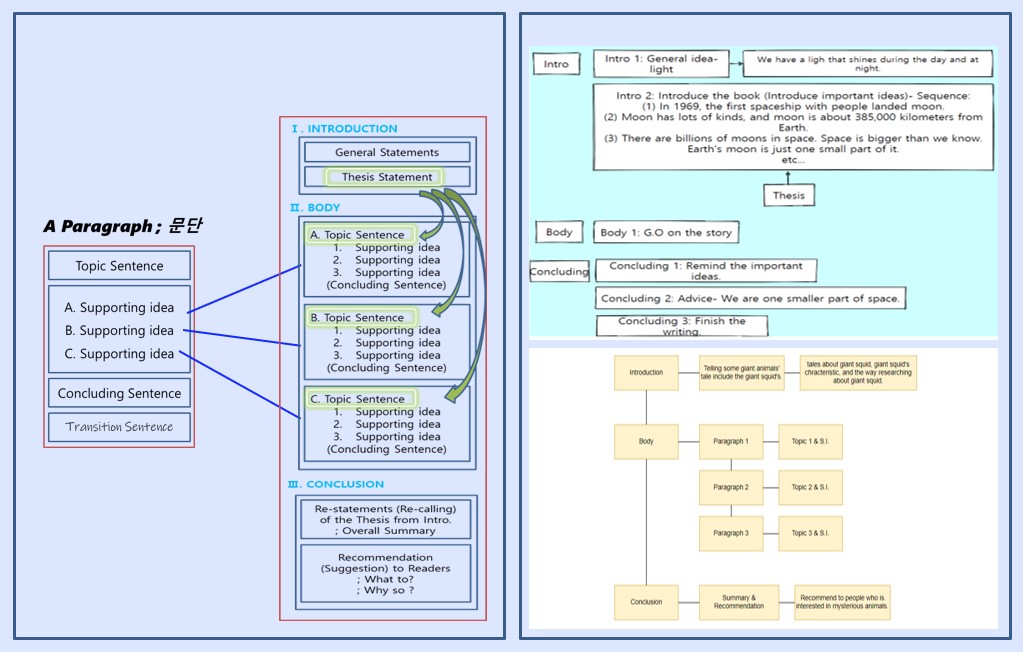 A Paragraph ; 문단
Topic Sentence
A. Supporting idea
B. Supporting idea
C. Supporting idea
Concluding Sentence
Transition Sentence
Ⅰ. INTRODUCTION
General Statements
Thesis Statement
Ⅱ. BODY
A. Topic Sentence
1. Supporting idea
2. Supporting idea
3. Supporting idea
(Concluding Sentence)
B. Topic Sentence
1. Supporting idea
2. Supporting idea
3. Supporting idea
(Concluding Sentence)
C. Topic Sentence
1. Supporting idea
2. Supporting idea
3. Supporting idea
(Concluding Sentence)
Ⅲ. CONCLUSION
Re-statements (Re-calling)
of the Thesis from Intro.
; Overall Summary
Recommendation
(Suggestion) to Readers
; What to?
; Why so ?
Intro
Intro 1: General idea-
light
We have a ligh that shines during the day and at
night.
Intro 2: Introduce the book (Introduce important ideas)- Sequence:
(1) In 1969, the first spaceship with people landed moon.
(2) Moon has lots of kinds, and moon is about 385,000 kilometers from
Earth.
(3) There are billions of moons in space. Space is bigger than we know.
Earth's moon is just one small part of it.
etc...
Thesis
Body
Body 1: G.O on the story
Concluding
Concluding 1: Remind the important
ideas.
Concluding 2: Advice- We are one smaller part of space.
Concluding 3: Finish the
writing.
Introduction
Telling some giant animals'
tale include the giant squid's.
tales about giant squid, giant squid's
chracteristic, and the way researching
about giant squid.
Body
Paragraph 1
Topic 1 & S.I.
Paragraph 2
Topic 2 & S.I.
Paragraph 3
Topic 3 & S.I.
Conclusion
Summary &
Recommendation
Recommend to people who is
interested in mysterious animals.